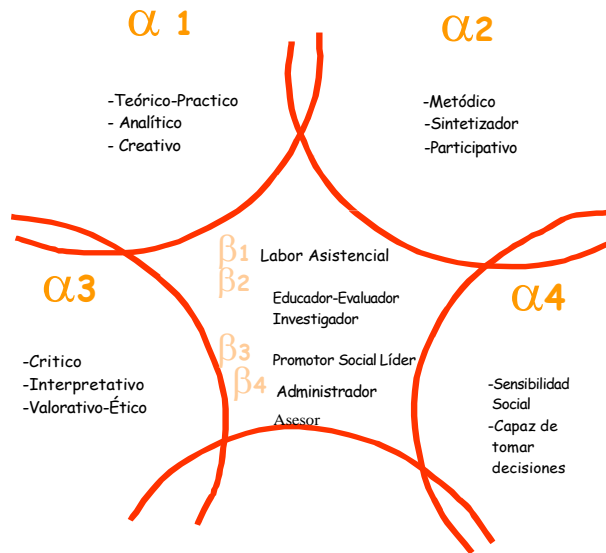 α 1
-Teórico-Practico
- Analítico
- Creativo
α2
-Metódico
-Sintetizador
-Participativo
β1 Labor Asistencial
β2
Educador-Evaluador
Investigador
β3 Promotor Social Líder
β4 Administrador
Asesor
α3
-Critico
-Interpretativo
-Valorativo-Ético
α4
-Sensibilidad
Social
-Capaz de
tomar
decisiones